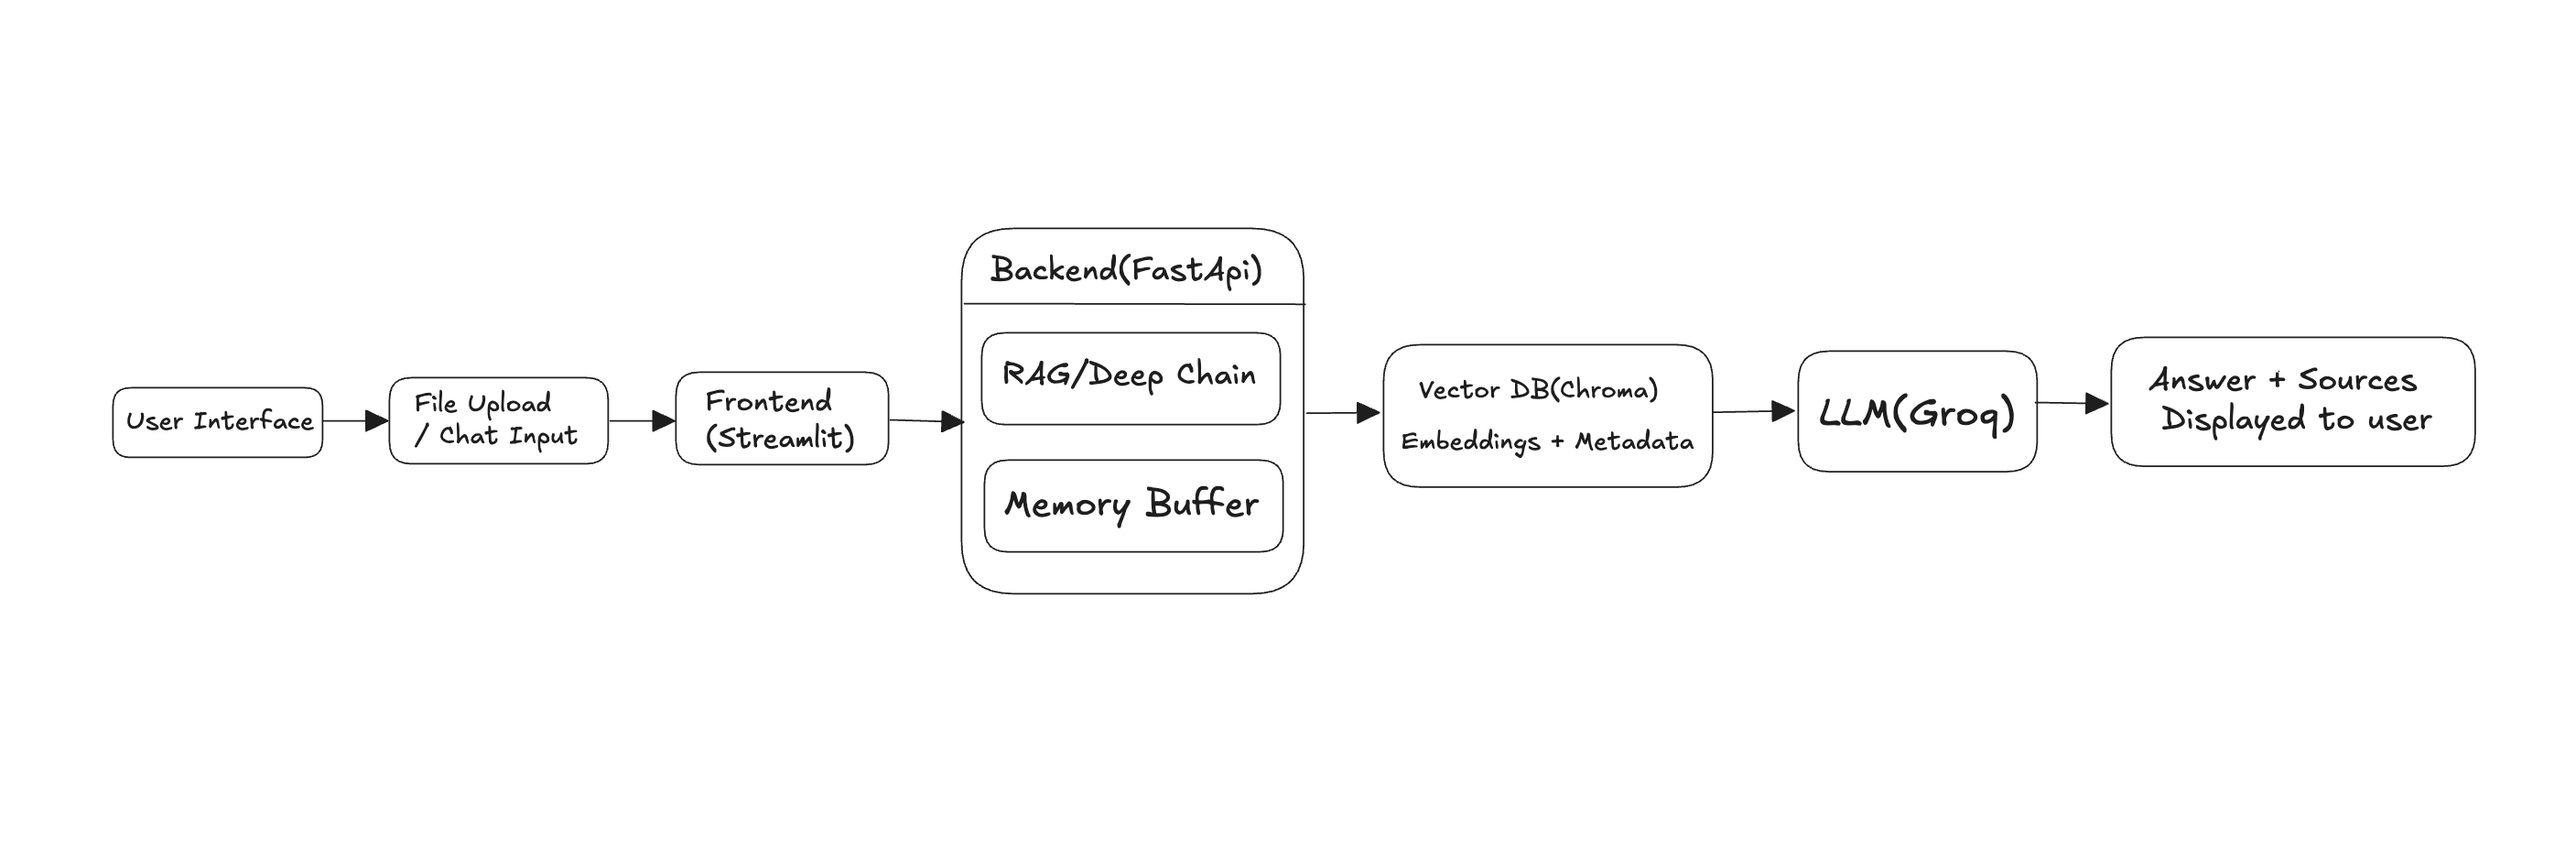 User Interface
File Upload
/ Chat Input
Frontend
(Streamlit)
Backend(FastApi)
RAG/Deep Chain
Memory Buffer
Vector DB(Chroma)
Embeddings + Metadata
LLM(Groq)
Answer + Sources
Displayed to user